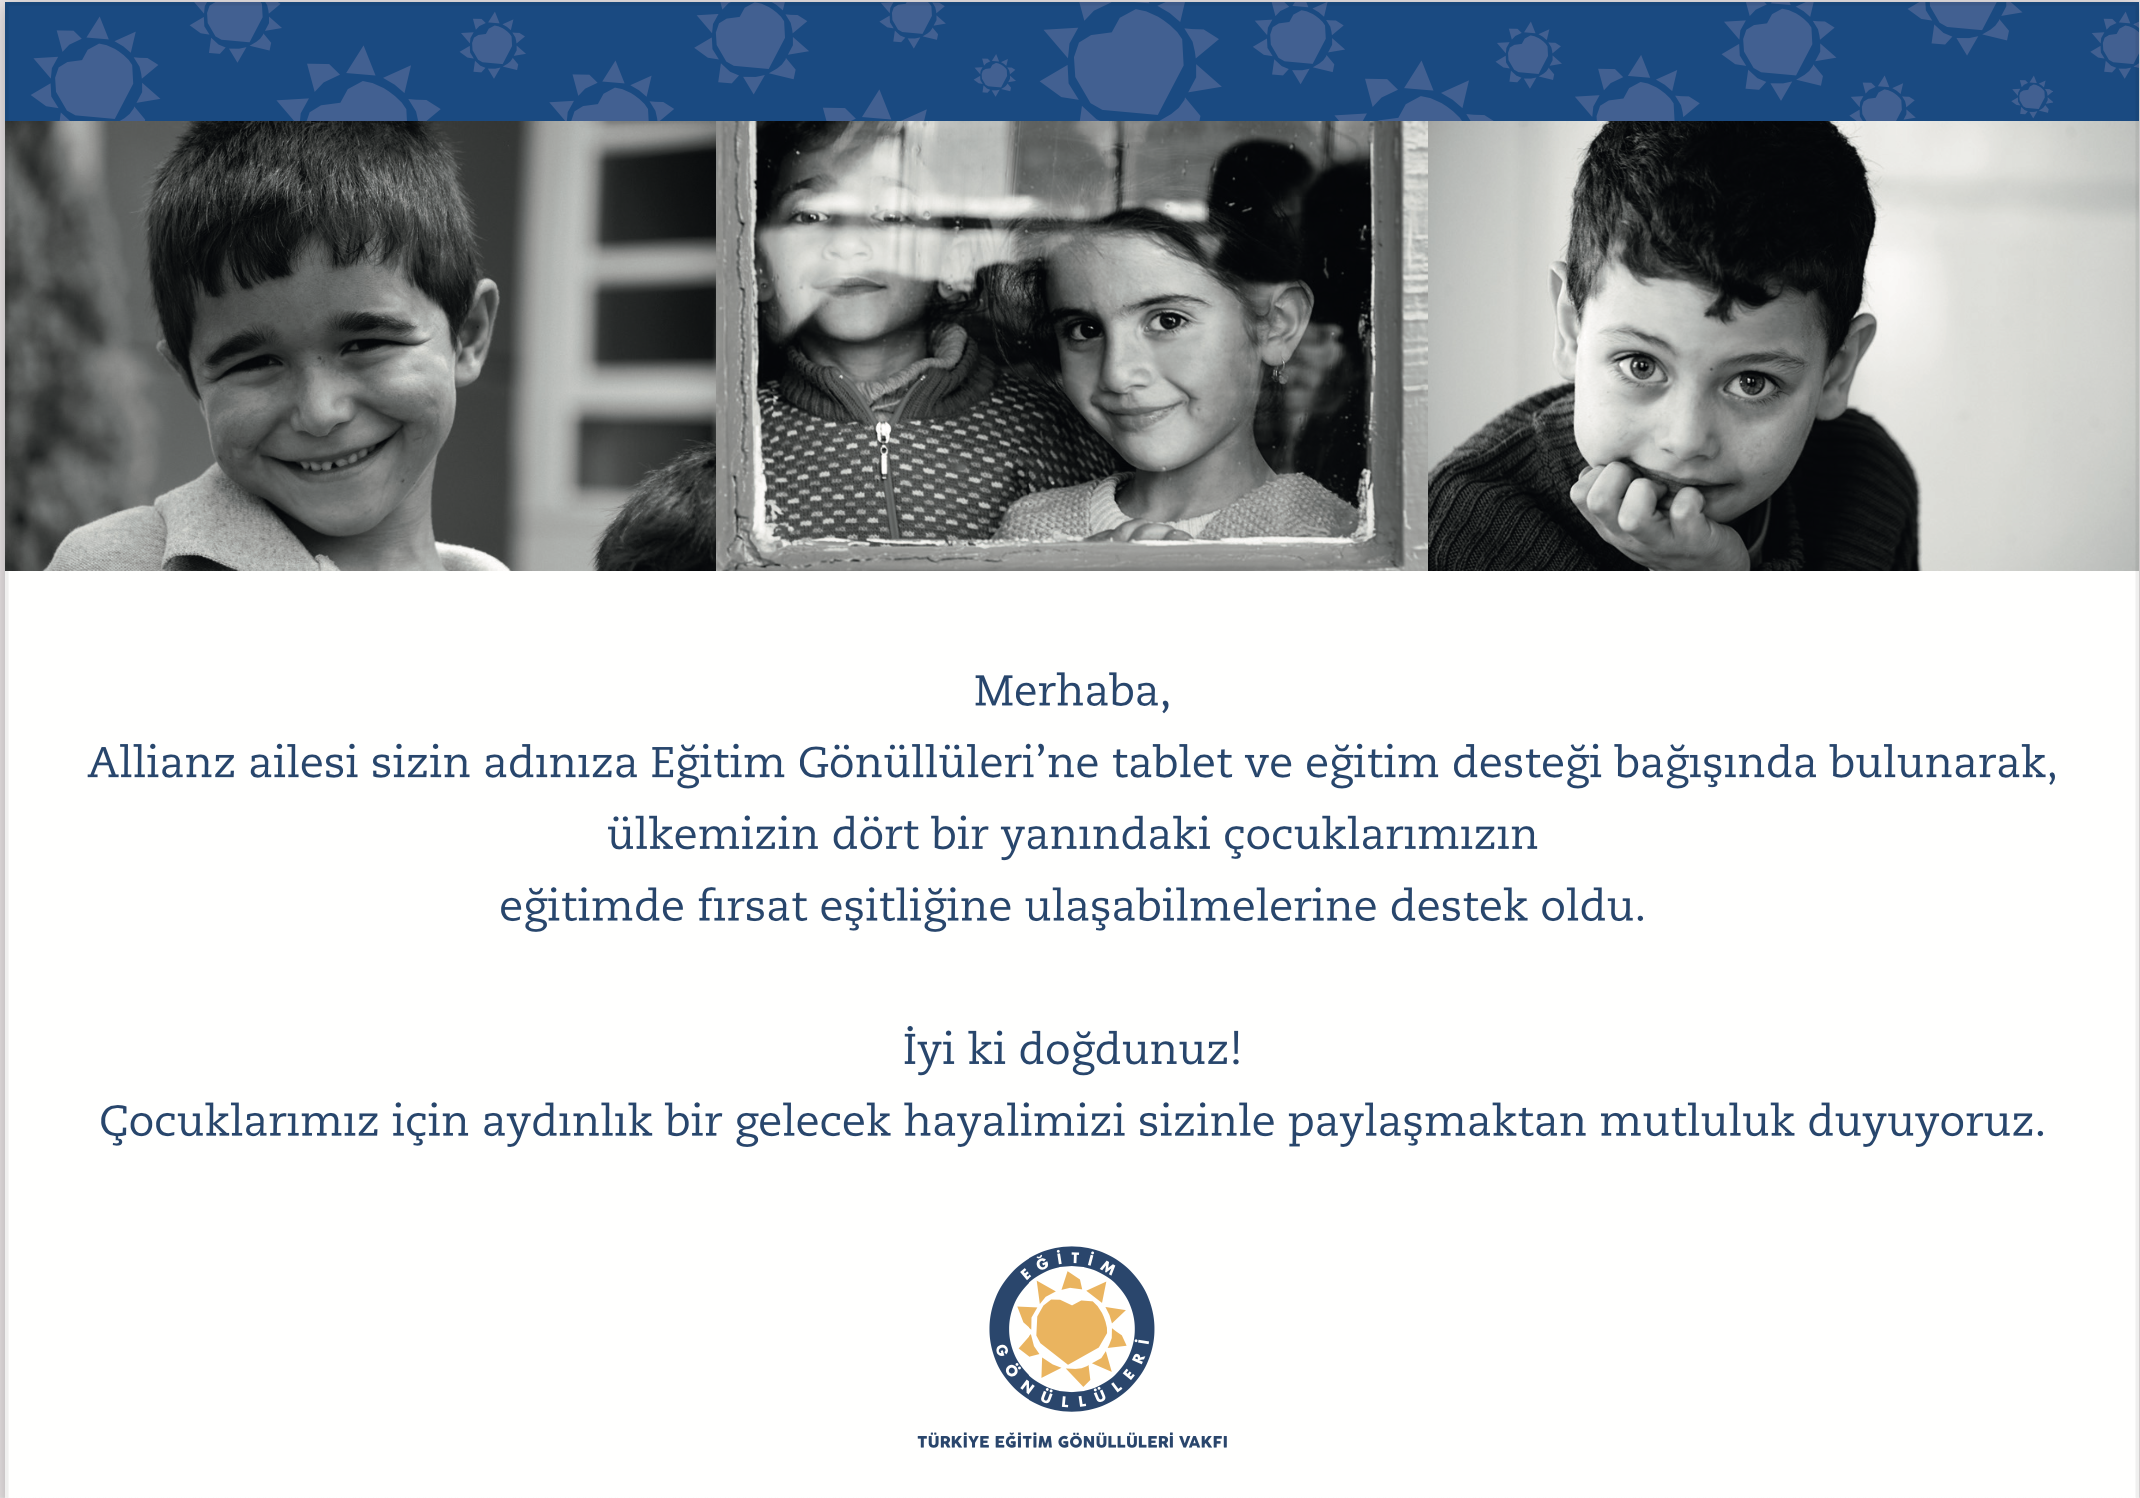 Merhaba,
Allianz ailesi sizin adınıza Eğitim Gönüllüleri’ne tablet ve eğitim desteği bağışında bulunarak,
ülkemizin dört bir yanındaki çocuklarımızın
eğitimde fırsat eşitliğine ulaşabilmelerine destek oldu.
İyi ki doğdunuz!
Çocuklarımız için aydınlık bir gelecek hayalimizi sizinle paylaşmaktan mutluluk duyuyoruz.
EĞİTİM
GÖNÜLLÜLERİ
TÜRKİYE EĞİTİM GÖNÜLLÜLERİ VAKFI